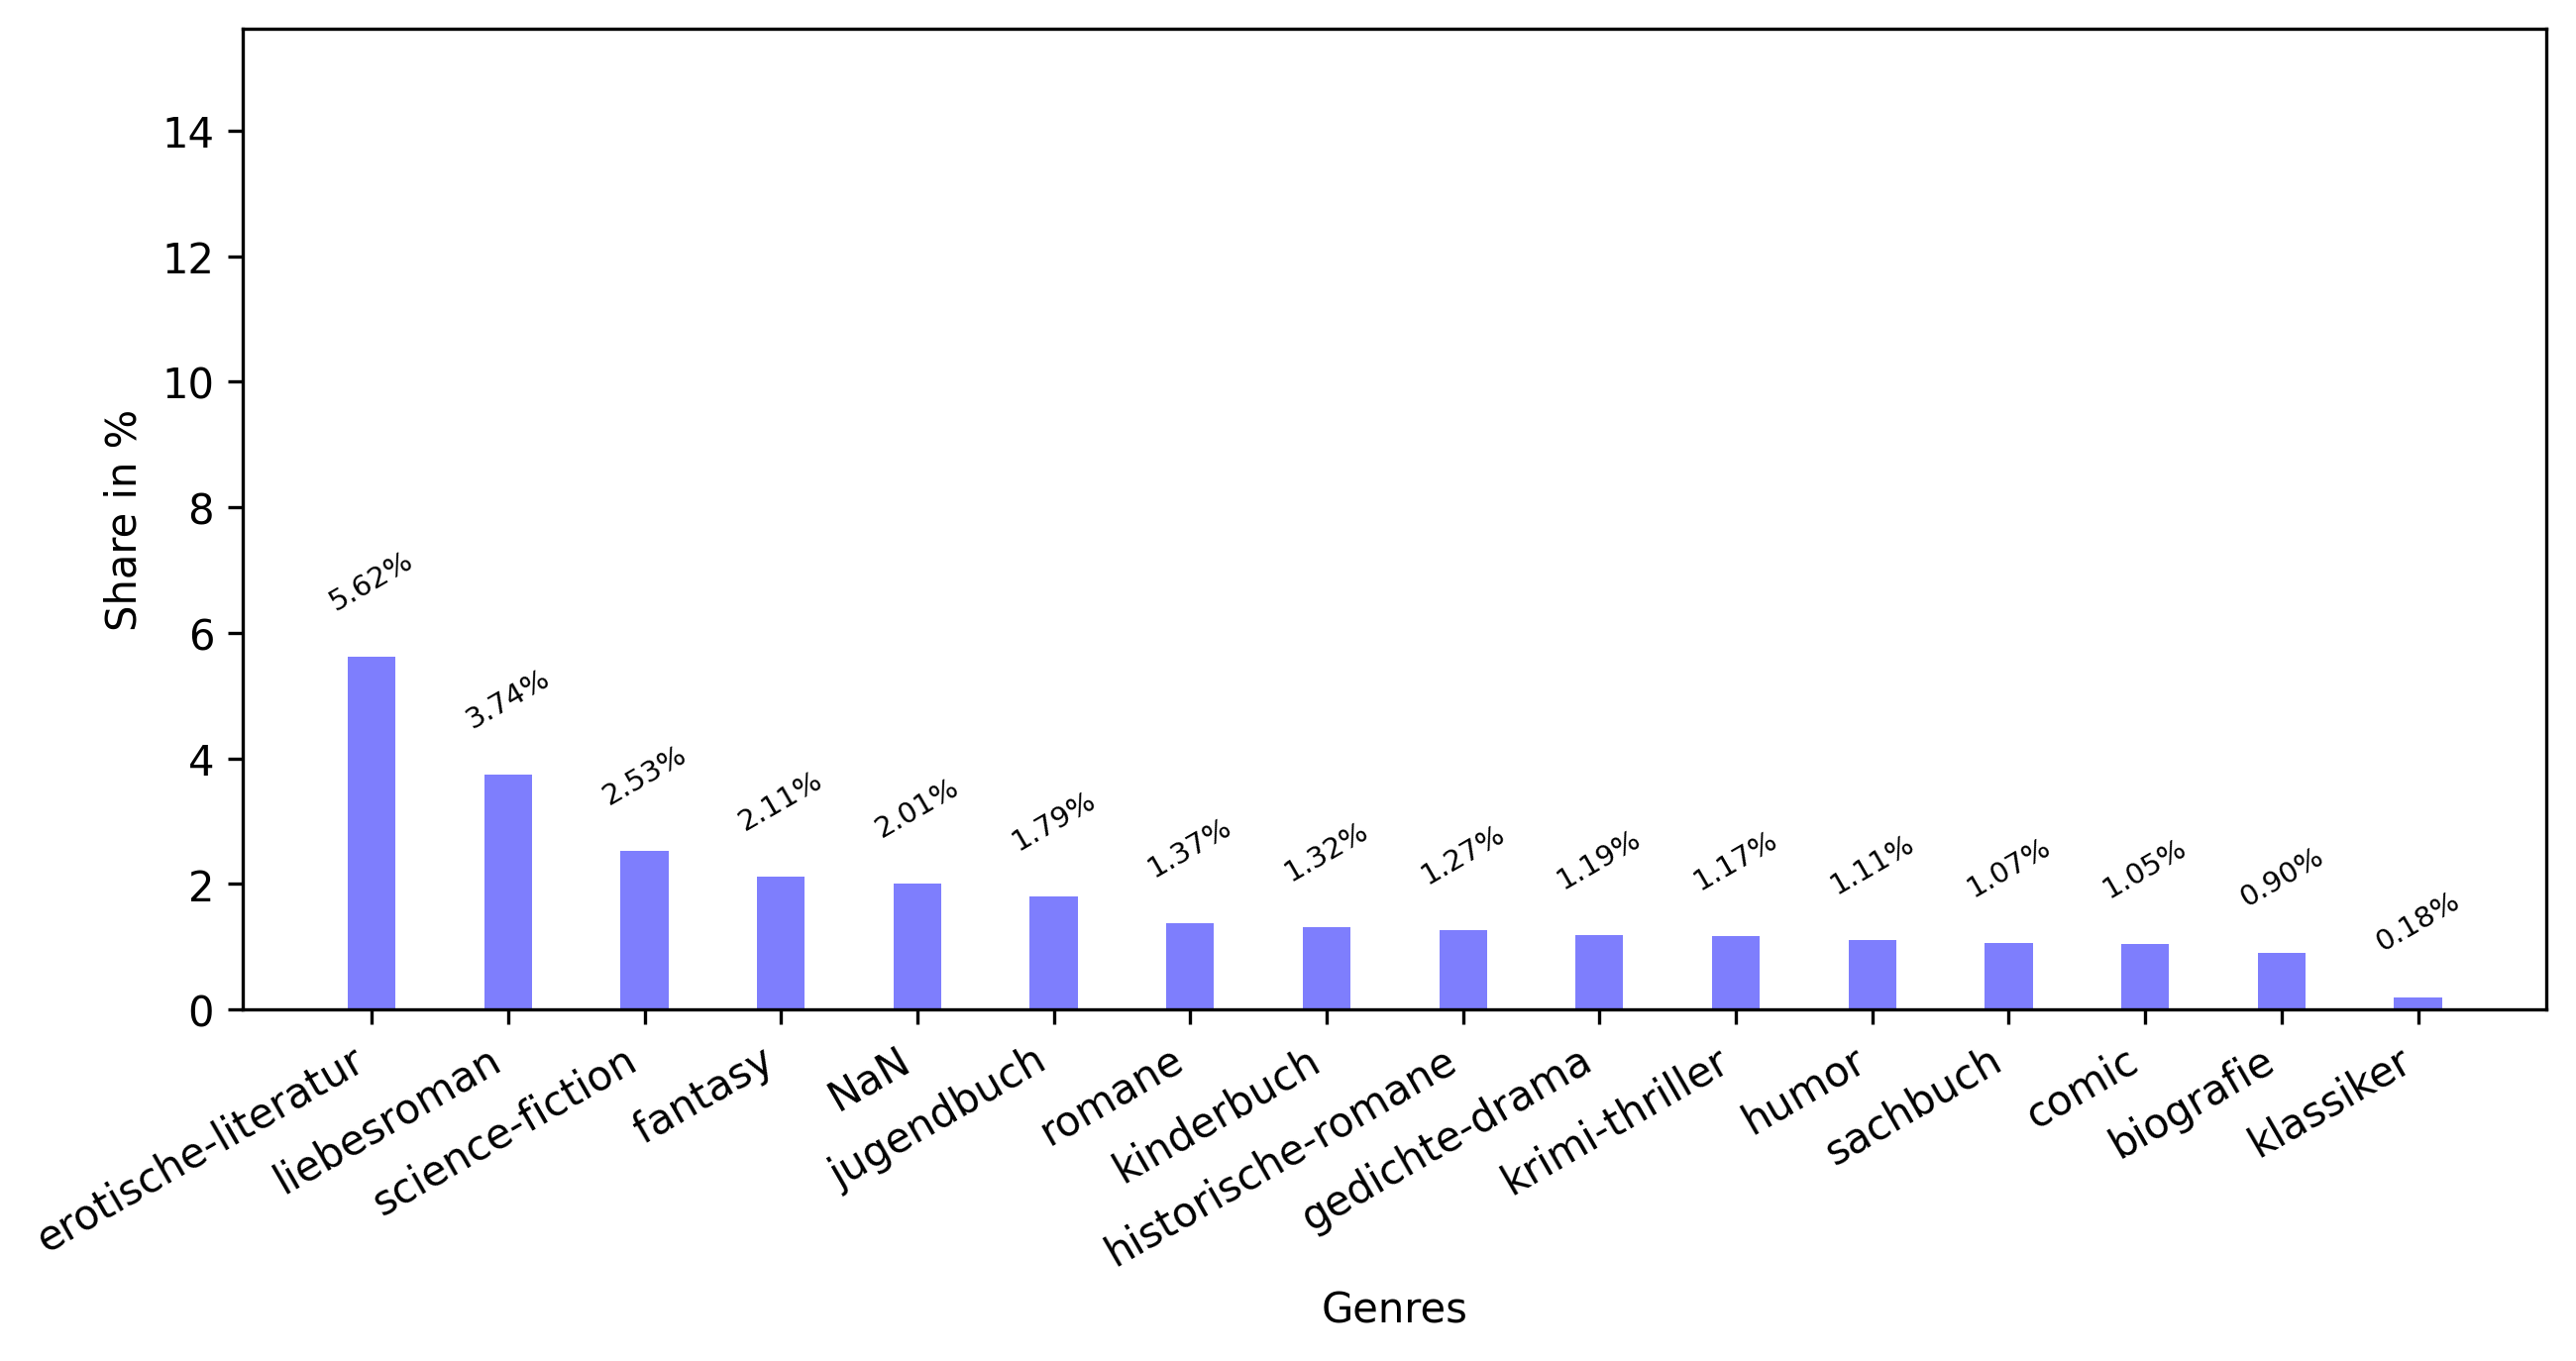 14
12
10
8
6
4
2
0
Share in %
5.62%
3.74%
2.53%
2.11%
2.01%
1.79%
1.37%
1.32%
1.27%
1.19%
1.17%
1.11%
1.07%
1.05%
0.90%
0.18%
erotische-literatur
liebesroman
science-fiction
fantasy
NaN
jugendbuch
romane
kinderbuch
historische-romane
gedichte-drama
krimi-thriller
humor
sachbuch
comic
biografie
klassiker
Genres